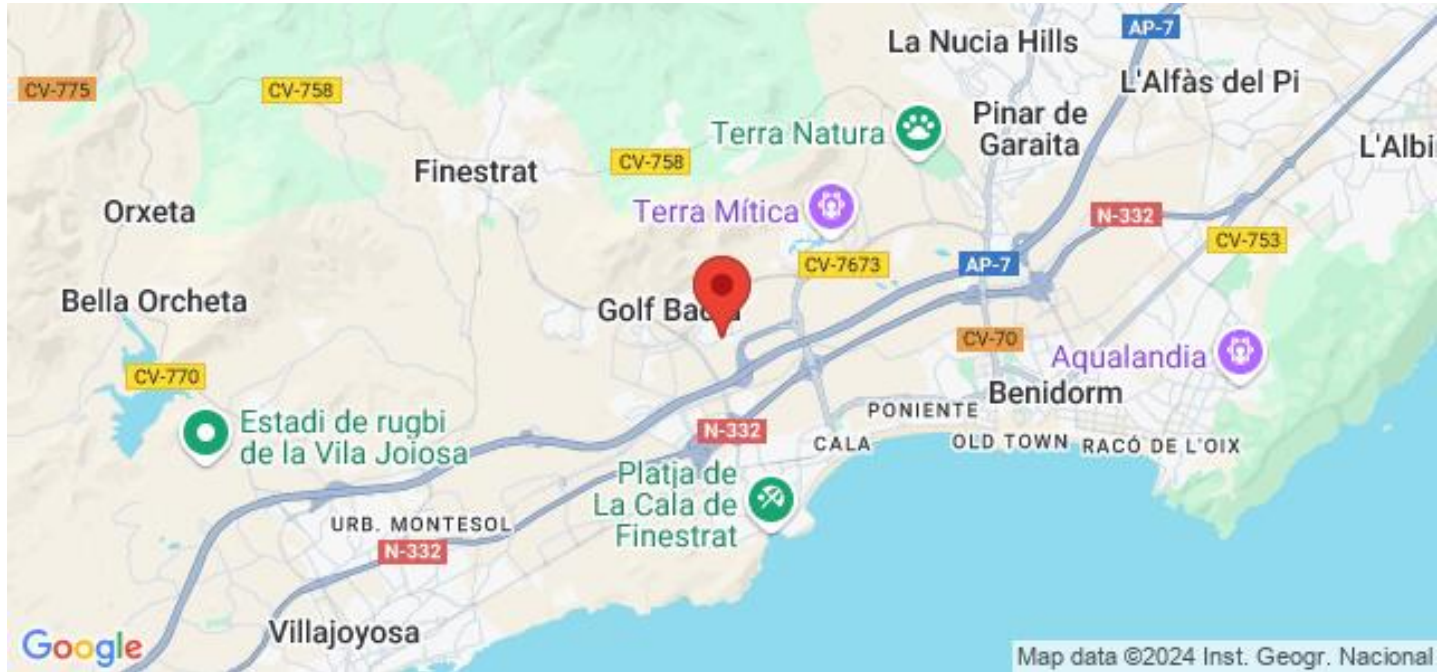 AP-7
La Nucia Hills
CV-775
CV-758
L'Alfàs del Pi
Terra Natura
Pinar de
Garaita
L'Albi
Finestrat
CV-758
Orxeta
Terra Mítica
N-332
CV-753
CV-7673
AP-7
Bella Orcheta
Golf Ba
CV-70
Aqualandia
CV-770
Benidorm
PONIENTE
Estadi de rugbi
de la Vila Joiosa
N-332
CALA
OLD TOWN
RACÓ DE L'OIX
Platja de
La Cala de
Finestrat
URB. MONTESOL
N-332
Villajoyosa
Google
Map data ©2024 Inst. Geogr. Nacional